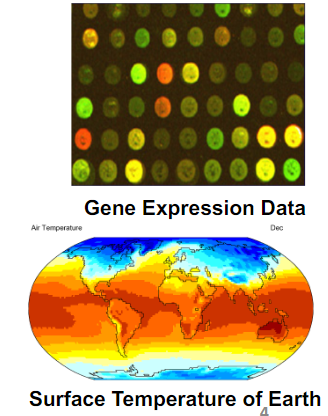 Gene Expression Data
Air Temperature Dec
Surface Temperature of Earth
4